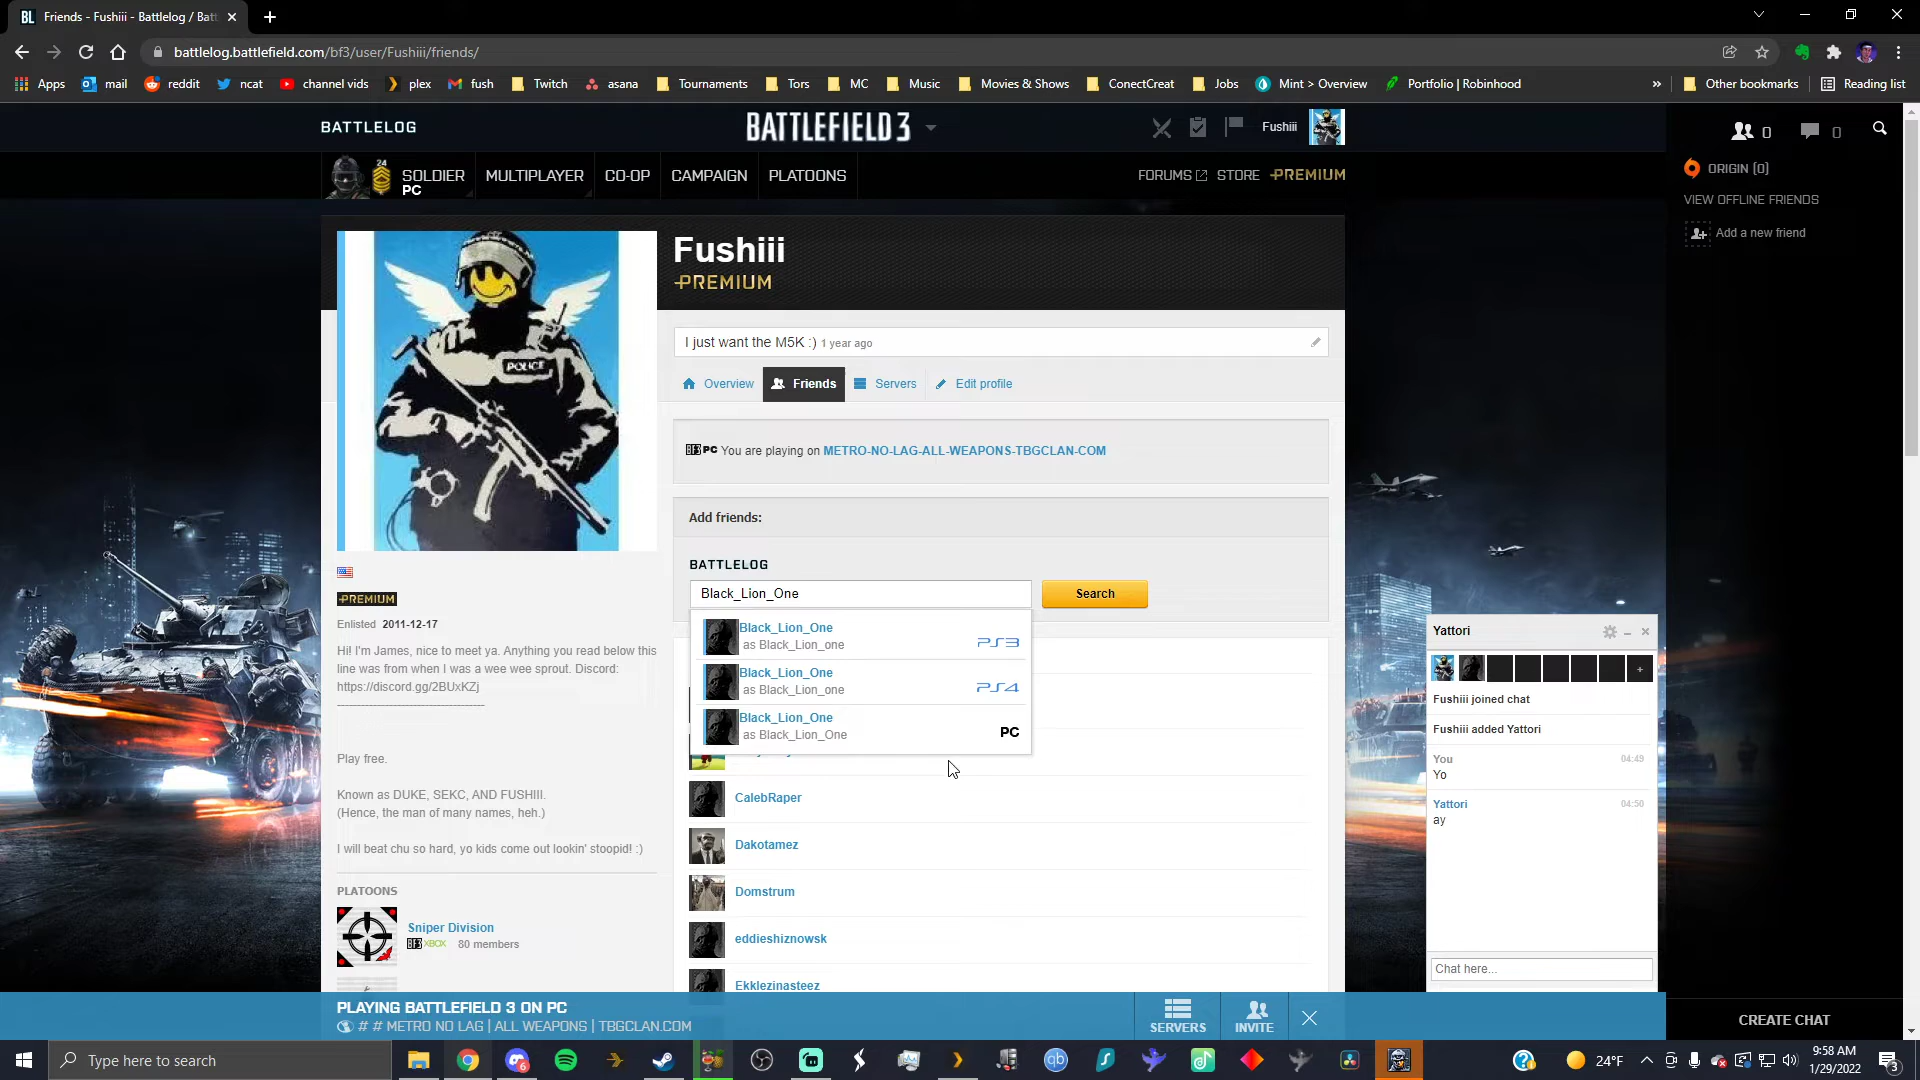 BL Friends - Fushiii - Battlelog / Bat
battlelog.battlefield.com/bf3/user/Fushiii/friends/
Apps mail reddit ncat channel vids plex fush Twitch asana Tournaments Tors MC Music Movies & Shows ConectCreat Jobs Mint > Overview Portfolio | Robinhood » Other bookmarks Reading list
BATTLELOG
BATTLEFIELD 3
Fushiii
0 0
24
SOLDIER
PC
MULTIPLAYER CO-OP CAMPAIGN PLATOONS
FORUMS STORE PREMIUM
ORIGIN [0]
VIEW OFFLINE FRIENDS
Add a new friend
POLICE
Fushiii
PREMIUM
I just want the M5K :) 1 year ago
Overview Friends Servers Edit profile
BF3 PC You are playing on METRO-NO-LAG-ALL-WEAPONS-TBGCLAN-COM
Add friends:
BATTLELOG
Black_Lion_One
Search
Black_Lion_One
as Black_Lion_one
PS3
Black_Lion_One
as Black_Lion_one
PS4
Black_Lion_One
as Black_Lion_One
PC
CalebRaper
Dakotamez
Domstrum
eddieshiznowsk
Ekklezinasteez
PREMIUM
Enlisted 2011-12-17
Hi! I'm James, nice to meet ya. Anything you read below this
line was from when I was a wee wee sprout. Discord:
https://discord.gg/2BUxKZj
Play free.
Known as DUKE, SEKC, AND FUSHIII.
(Hence, the man of many names, heh.)
I will beat chu so hard, yo kids come out lookin' stoopid! :)
PLATOONS
Sniper Division
BF3 XBOX 80 members
Yattori
Fushiii joined chat
Fushiii added Yattori
You 04:49
Yo
Yattori 04:50
ay
Chat here...
PLAYING BATTLEFIELD 3 ON PC
# # METRO NO LAG | ALL WEAPONS | TBGCLAN.COM
SERVERS
INVITE
CREATE CHAT
Type here to search
6
24°F
9:58 AM
1/29/2022
3